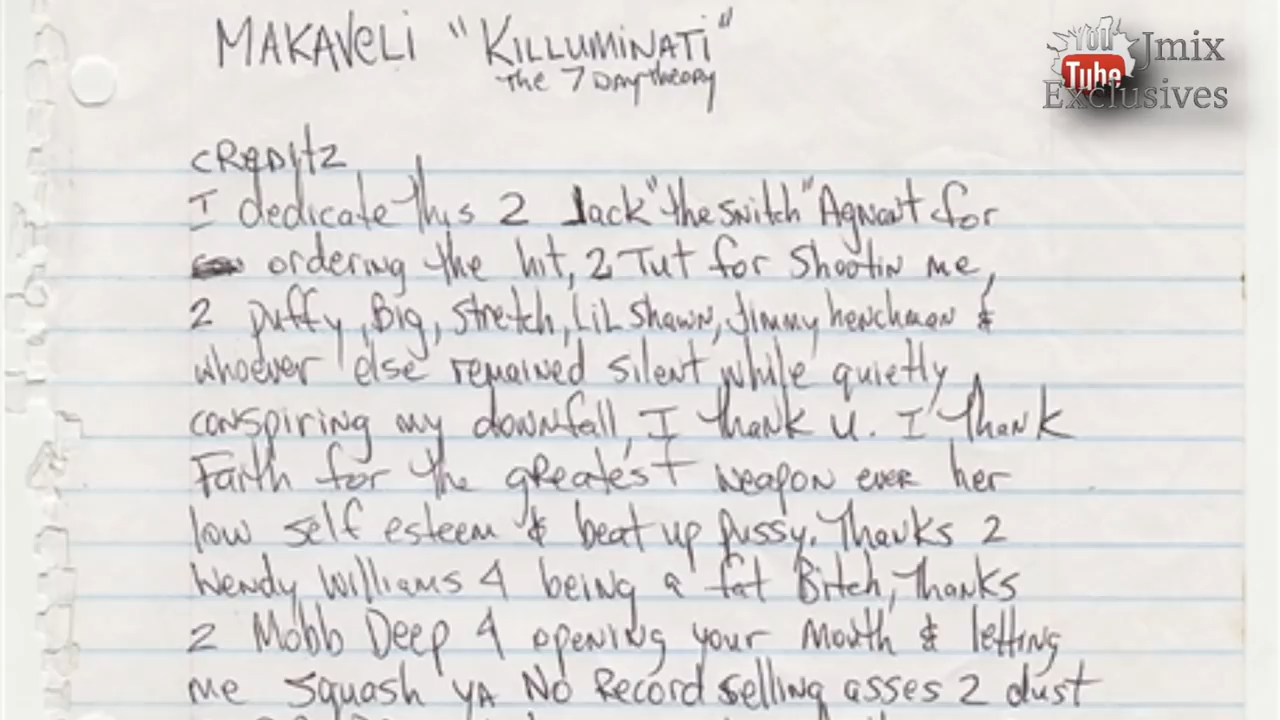 MAKAVELI "KILLUMINATI"
the 7 Day theory
You Tube Jmix
Exclusives
CREDITZ
I dedicate this 2 Jack "the snitch" Agnant for
ordering the hit, 2 Tut for shootin me,
2 puffy, Big, Stretch, LiL Shawn, Jimmy henchman &
whoever else remained silent while quietly
conspiring my downfall, I Thank U. I Thank
Faith for the greatest weapon ever her
low self esteem & beat up pussy. Thanks 2
Wendy Williams 4 being a fat Bitch, Thanks
2 Mobb Deep 4 opening your Mouth & letting
me squash ya No Record selling asses 2 dust